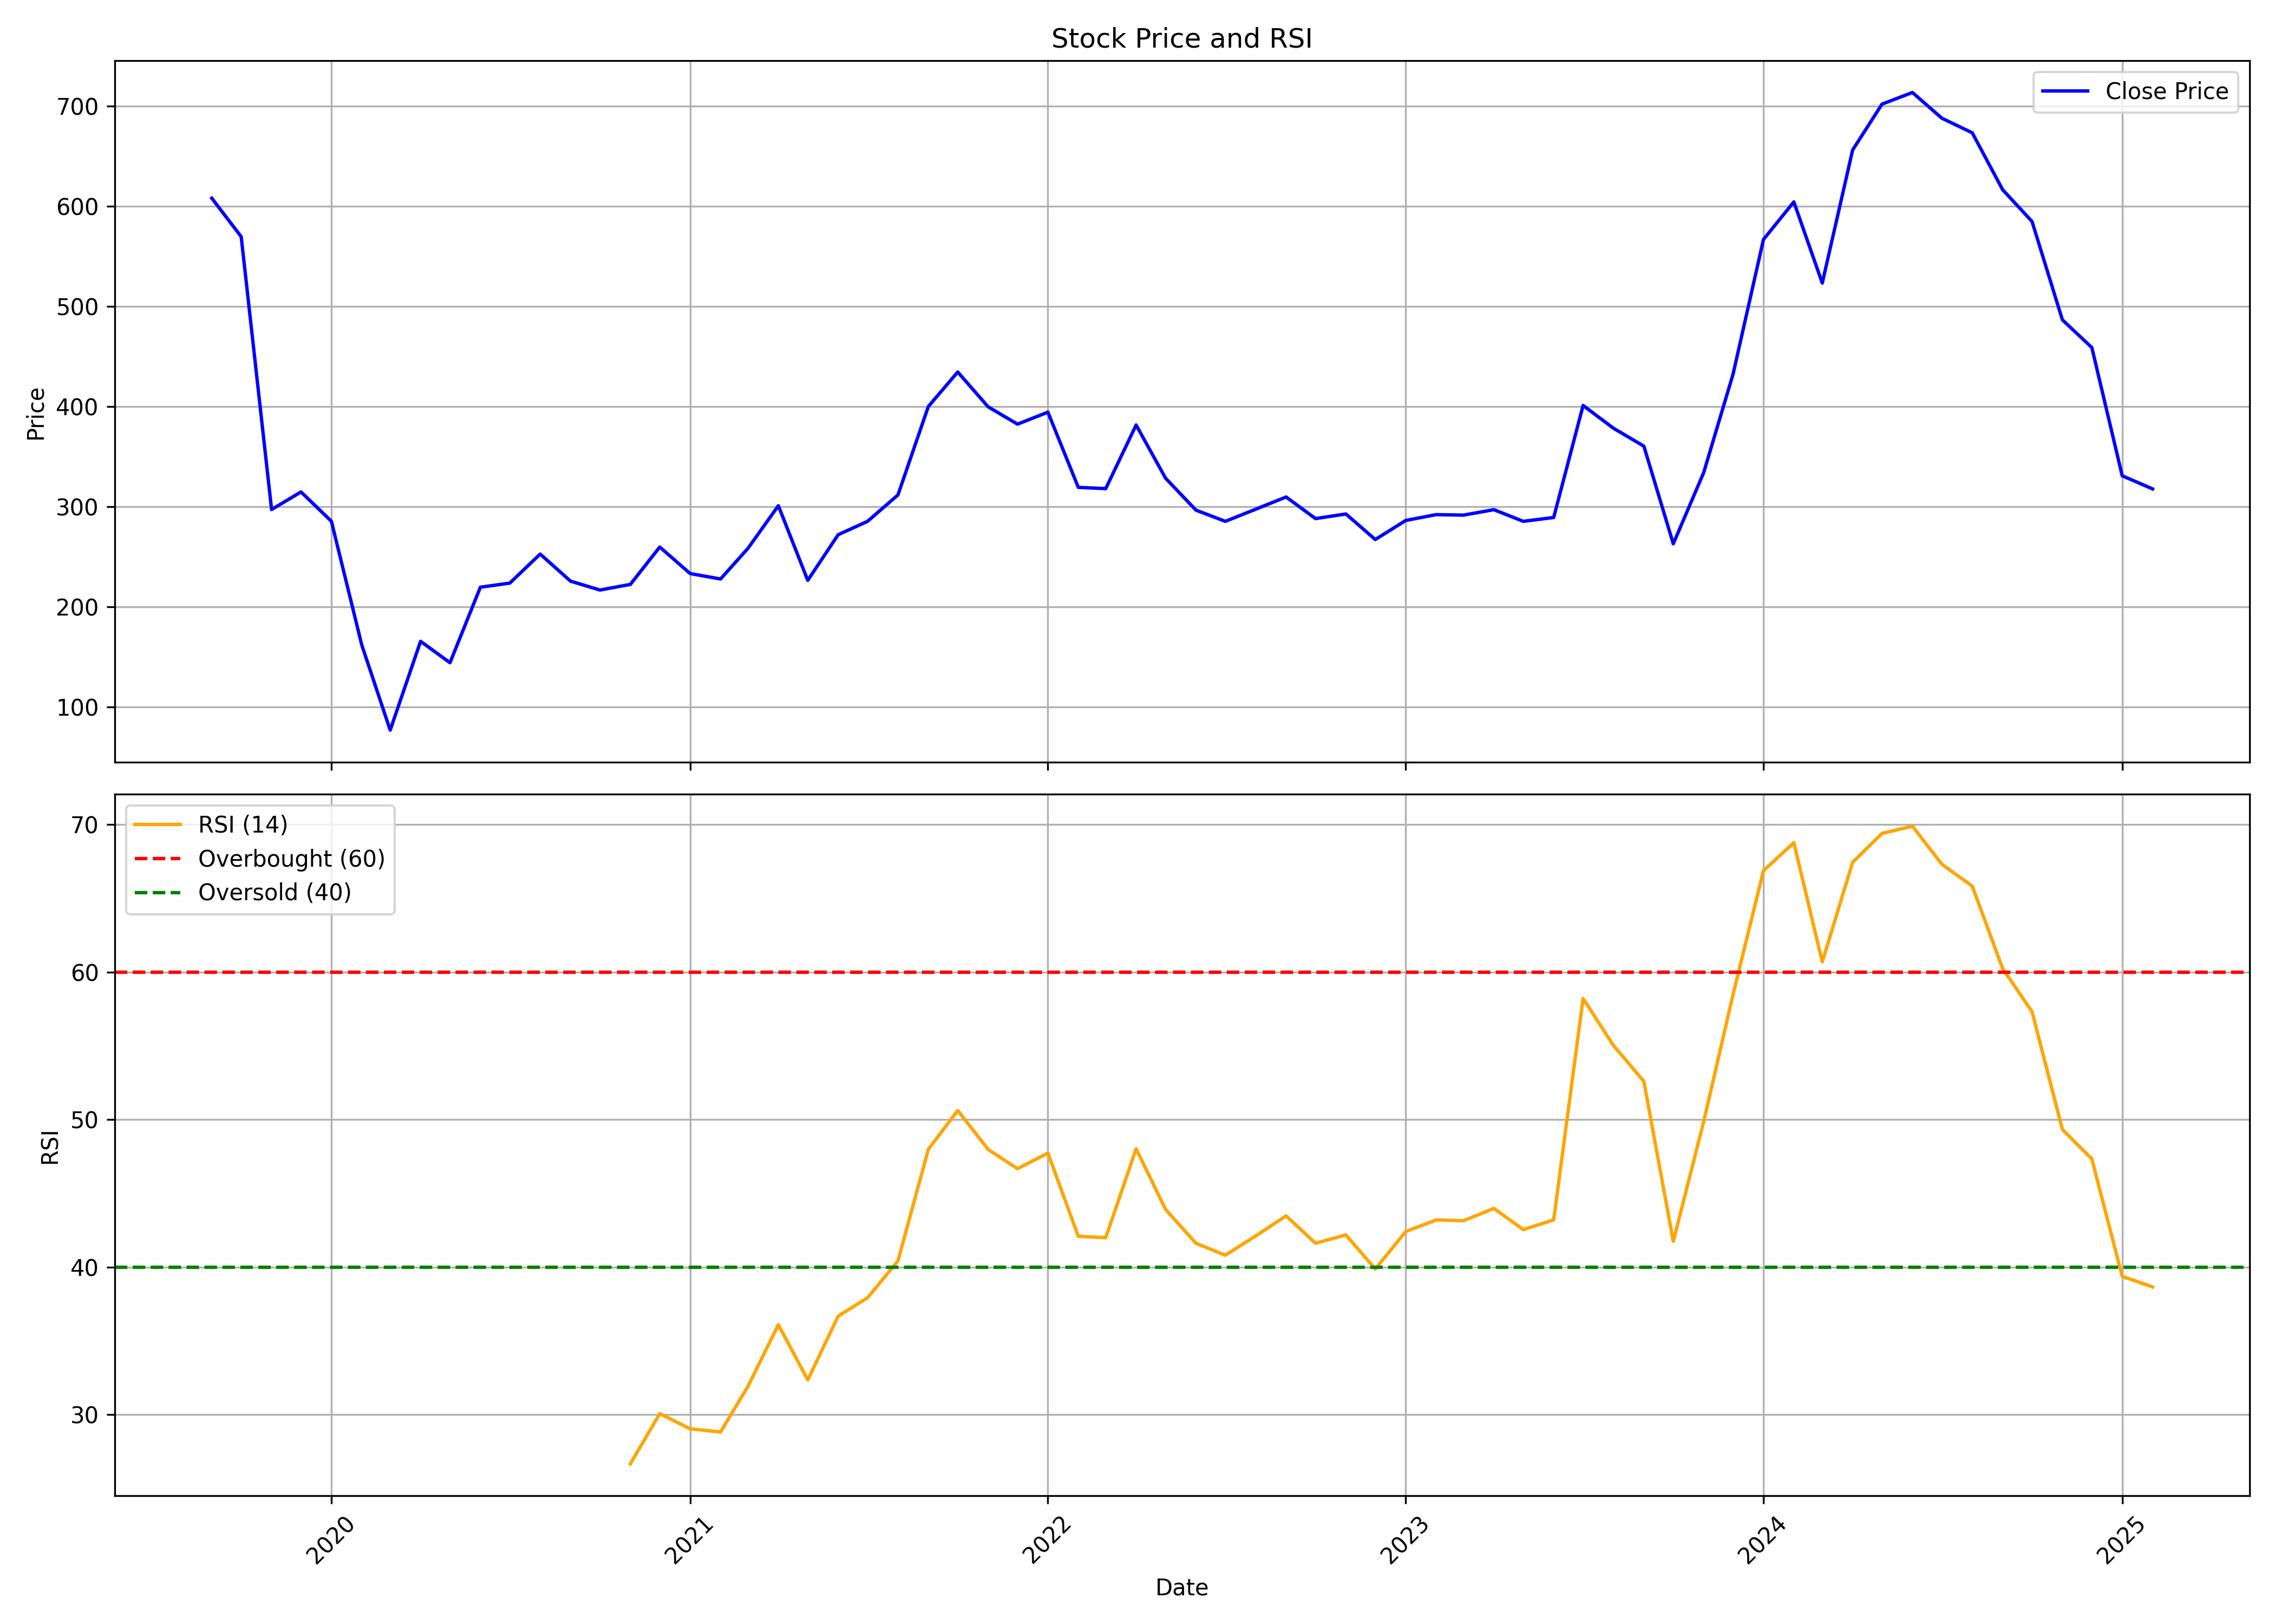 Stock Price and RSI
Close Price
700
600
500
400
300
200
100
Price
RSI (14)
Overbought (60)
Oversold (40)
70
60
50
40
30
RSI
2020
2021
2022
2023
2024
2025
Date